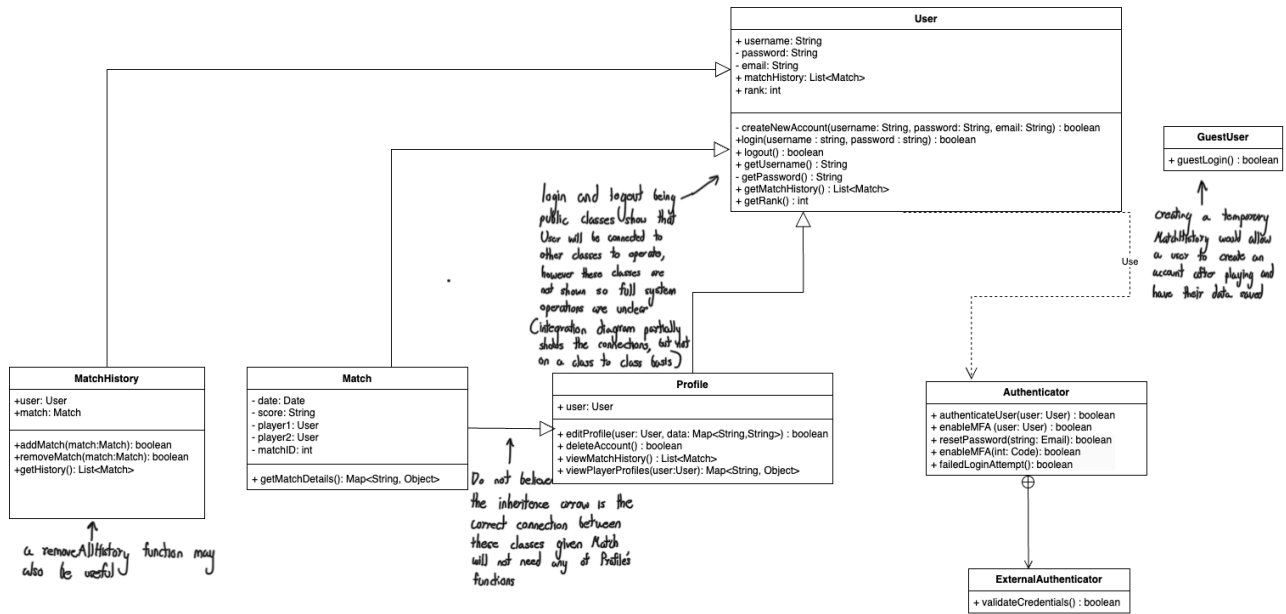 User
+ username: String
- password: String
- email: String
+ matchHistory: List<Match>
+ rank: int
- createNewAccount(username: String, password: String, email: String) : boolean
+login(username : string, password : string) : boolean
+ logout() : boolean
+ getUsername() : String
- getPassword() : String
+ getMatchHistory() : List<Match>
+ getRank() : int
GuestUser
+ guestLogin() : boolean
creating a temporary
MatchHistory would allow
a user to create an
account after playing and
have their data saved
login and logout being
public classes show that
User will be connected to
other classes to operate,
however these classes are
not shown so full system
operations are unclear
(integration diagram partially
shows the connections, but not
on a class to class basis)
Use
MatchHistory
+user: User
+match: Match
+addMatch(match:Match): boolean
+removeMatch(match:Match): boolean
+getHistory(): List<Match>
a removeAllHistory function may
also be useful
Match
- date: Date
- score: String
- player1: User
- player2: User
- matchID: int
+ getMatchDetails(): Map<String, Object>
Profile
+ user: User
+ editProfile(user: User, data: Map<String,String>) : boolean
+ deleteAccount() : boolean
+ viewMatchHistory() : List<Match>
+ viewPlayerProfiles(user:User): Map<String, Object>
Do not believe
the inheritence arrow is the
correct connection between
these classes given Match
will not need any of Profile's
functions
Authenticator
+ authenticateUser(user: User) : boolean
+ enableMFA (user: User) : boolean
+ resetPassword(string: Email): boolean
+ enableMFA(int: Code) : boolean
+ failedLoginAttempt() : boolean
ExternalAuthenticator
+ validateCredentials() : boolean